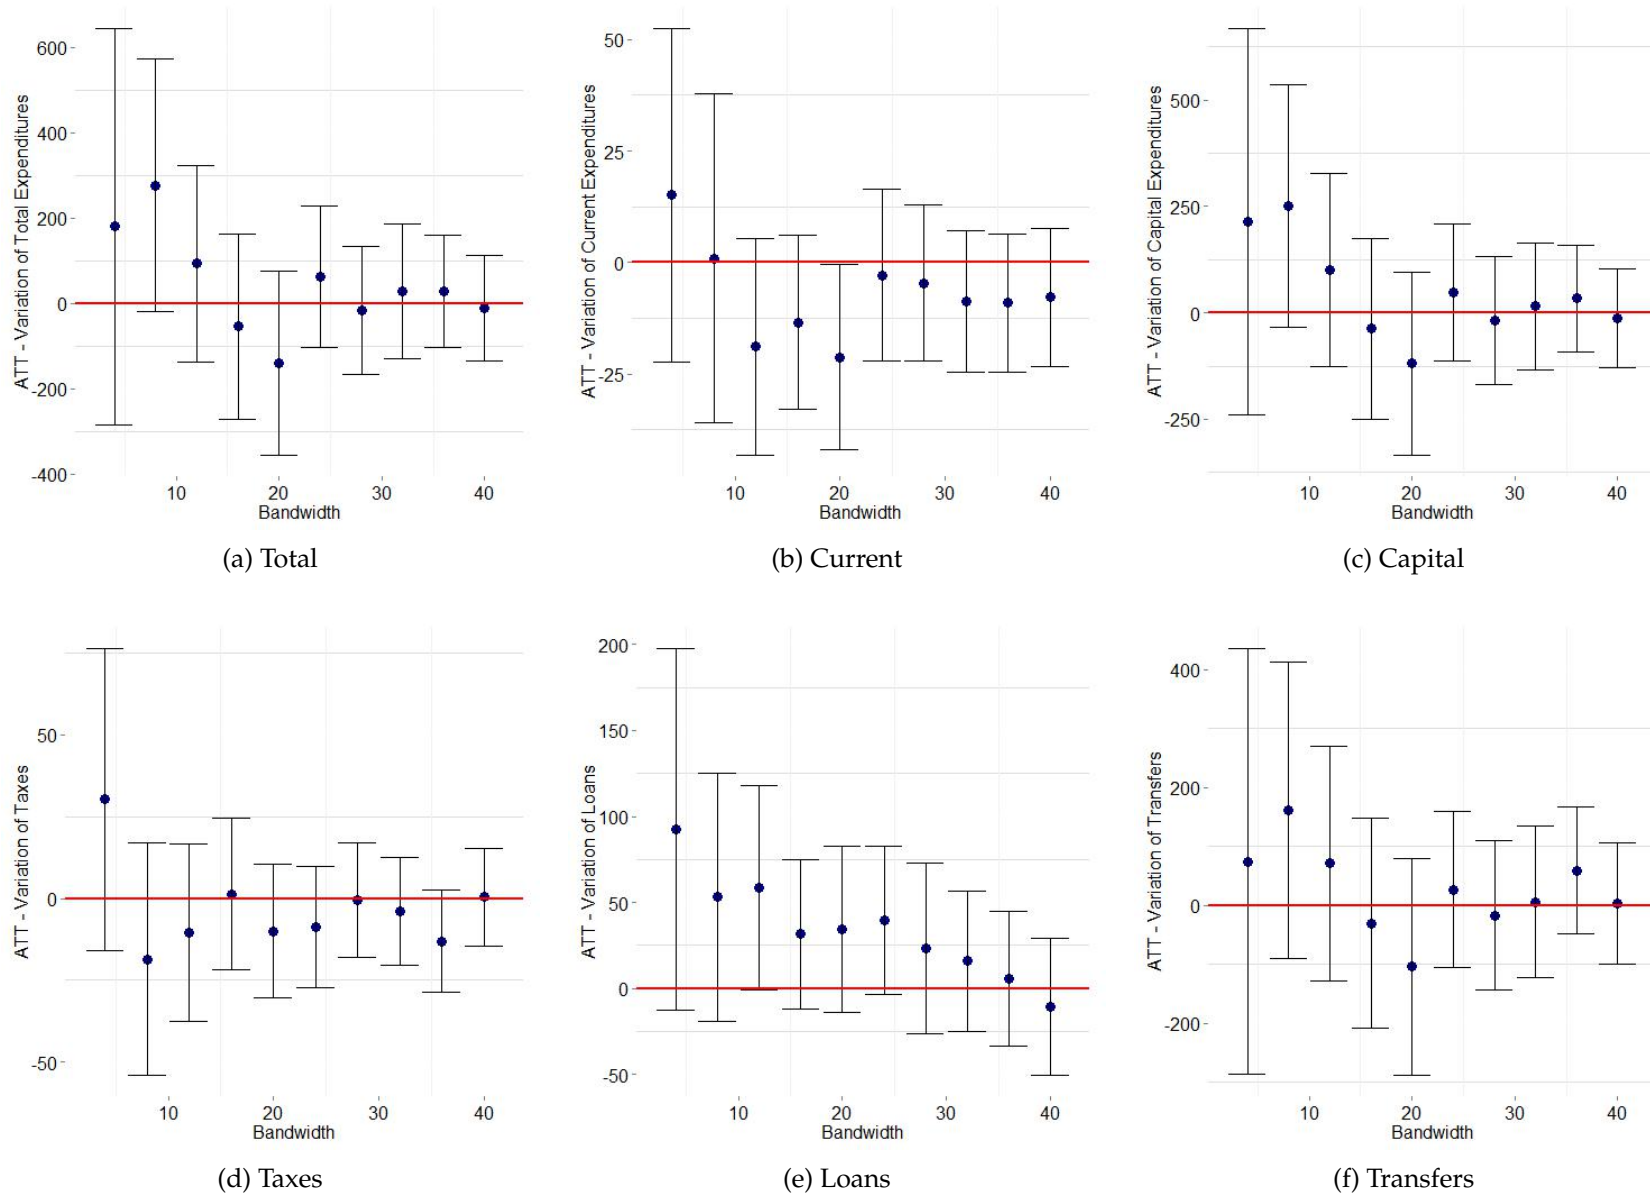 ATT - Variation of Total Expenditures
600
400
200
0
-200
-400
10 20 30 40
Bandwidth
(a) Total
ATT - Variation of Current Expenditures
50
25
0
-25
10 20 30 40
Bandwidth
(b) Current
ATT - Variation of Capital Expenditures
500
250
0
-250
10 20 30 40
Bandwidth
(c) Capital
ATT - Variation of Taxes
50
0
-50
10 20 30 40
Bandwidth
(d) Taxes
ATT - Variation of Loans
200
150
100
50
0
-50
10 20 30 40
Bandwidth
(e) Loans
ATT - Variation of Transfers
400
200
0
-200
10 20 30 40
Bandwidth
(f) Transfers